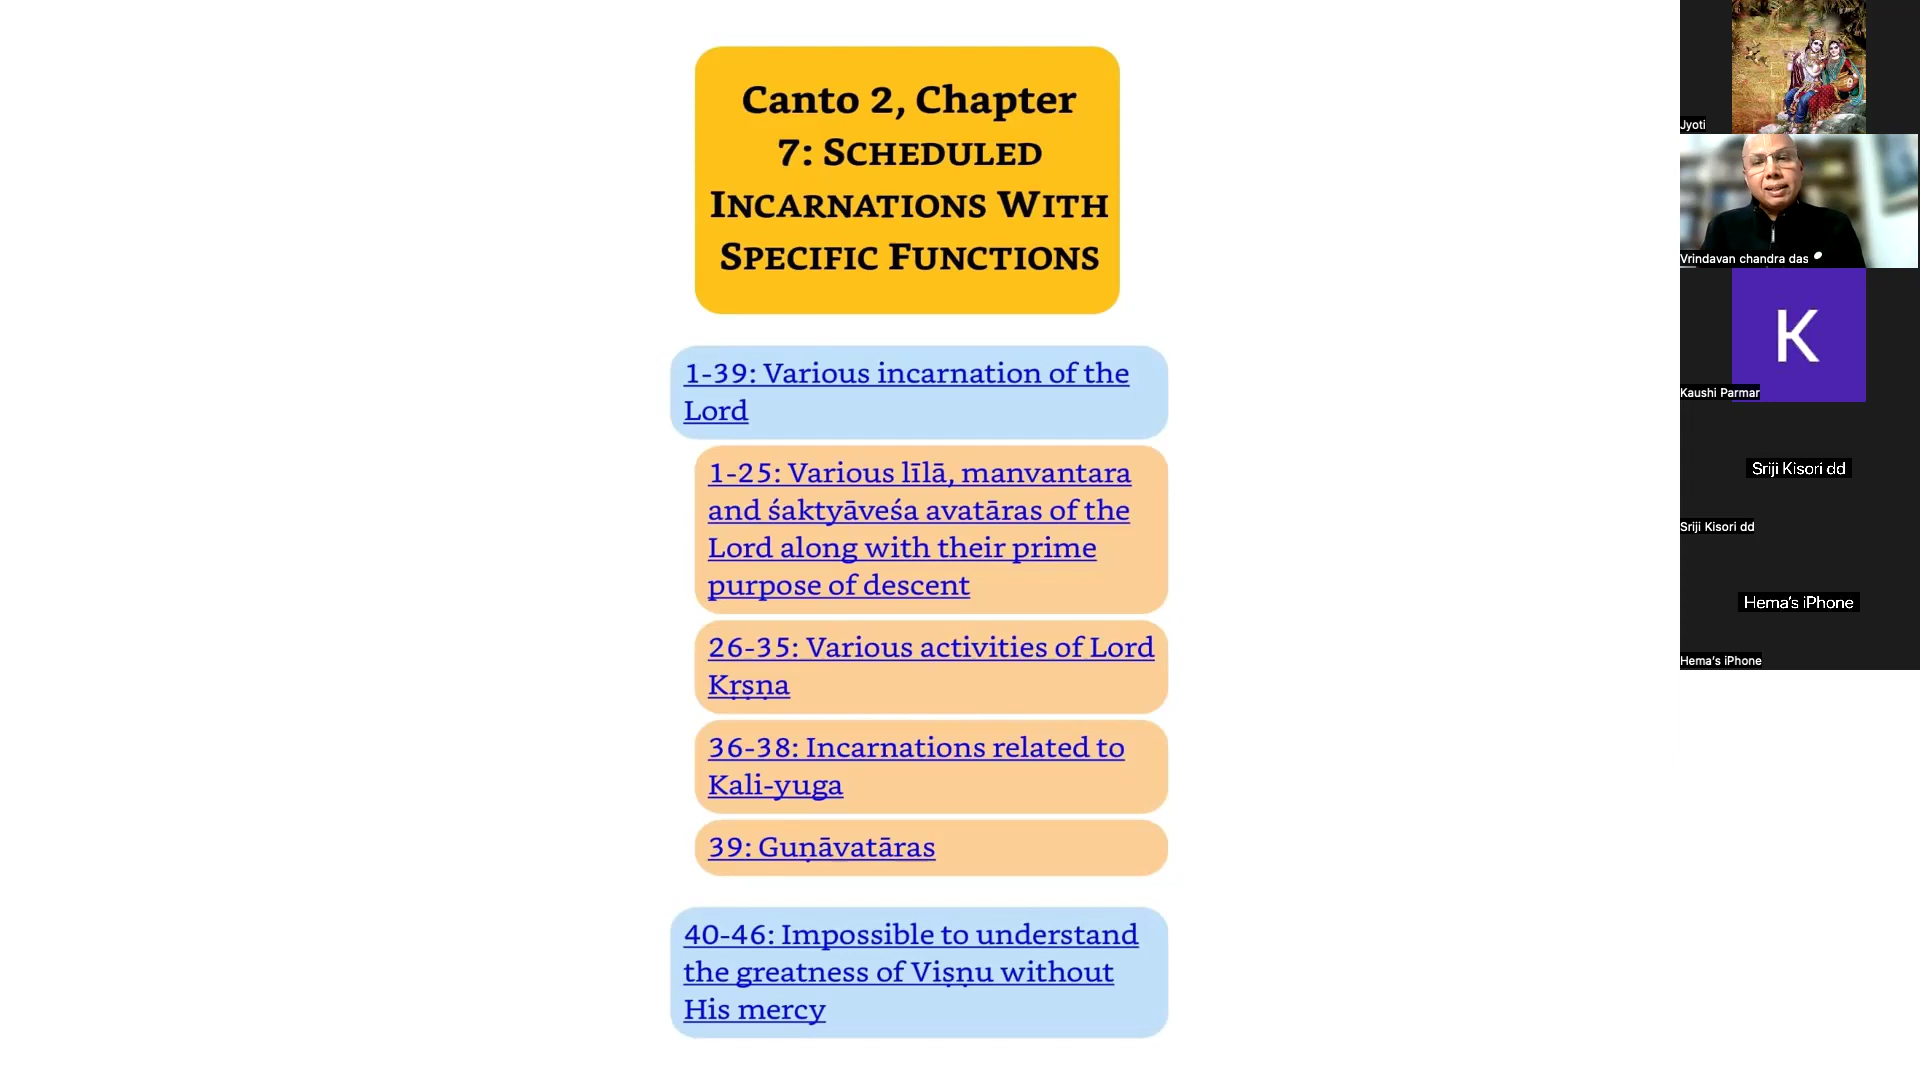 Canto 2, Chapter
7: Scheduled
Incarnations With
Specific Functions
1-39: Various incarnation of the
Lord
1-25: Various līlā, manvantara
and śaktyāveśa avatāras of the
Lord along with their prime
purpose of descent
26-35: Various activities of Lord
Kṛṣṇa
36-38: Incarnations related to
Kali-yuga
39: Guṇāvatāras
40-46: Impossible to understand
the greatness of Viṣṇu without
His mercy
Jyoti
Vrindavan chandra das
K
Kaushi Parmar
Sriji Kisori dd
Sriji Kisori dd
Hema's iPhone
Hema's iPhone